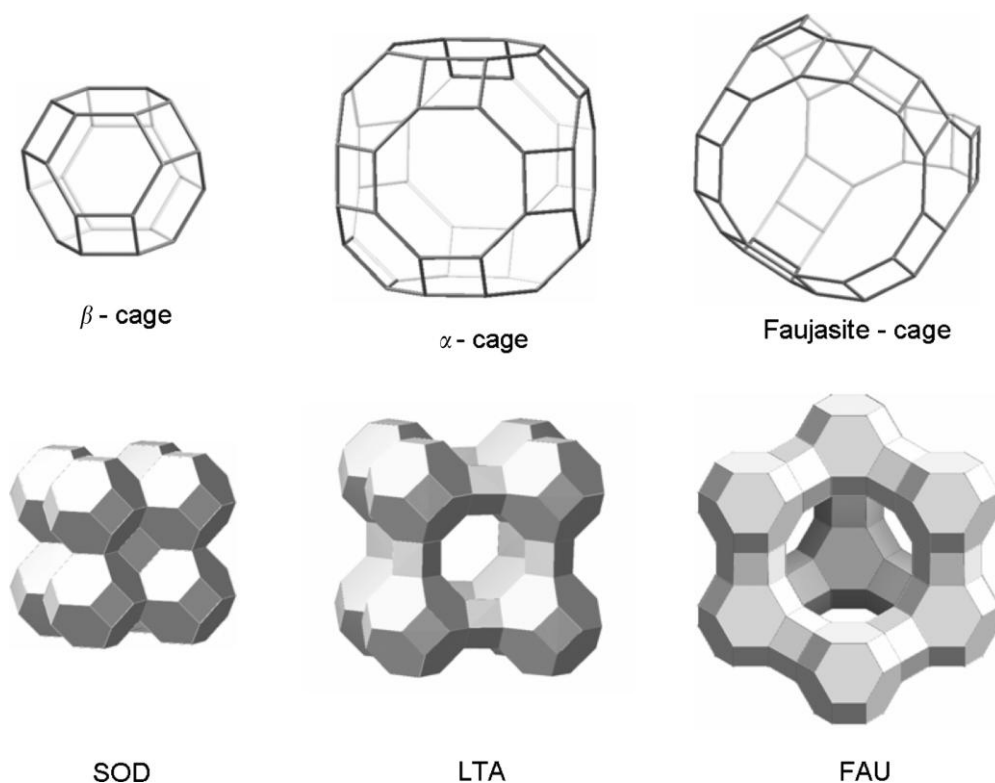 β - cage
α - cage
Faujasite - cage
SOD
LTA
FAU